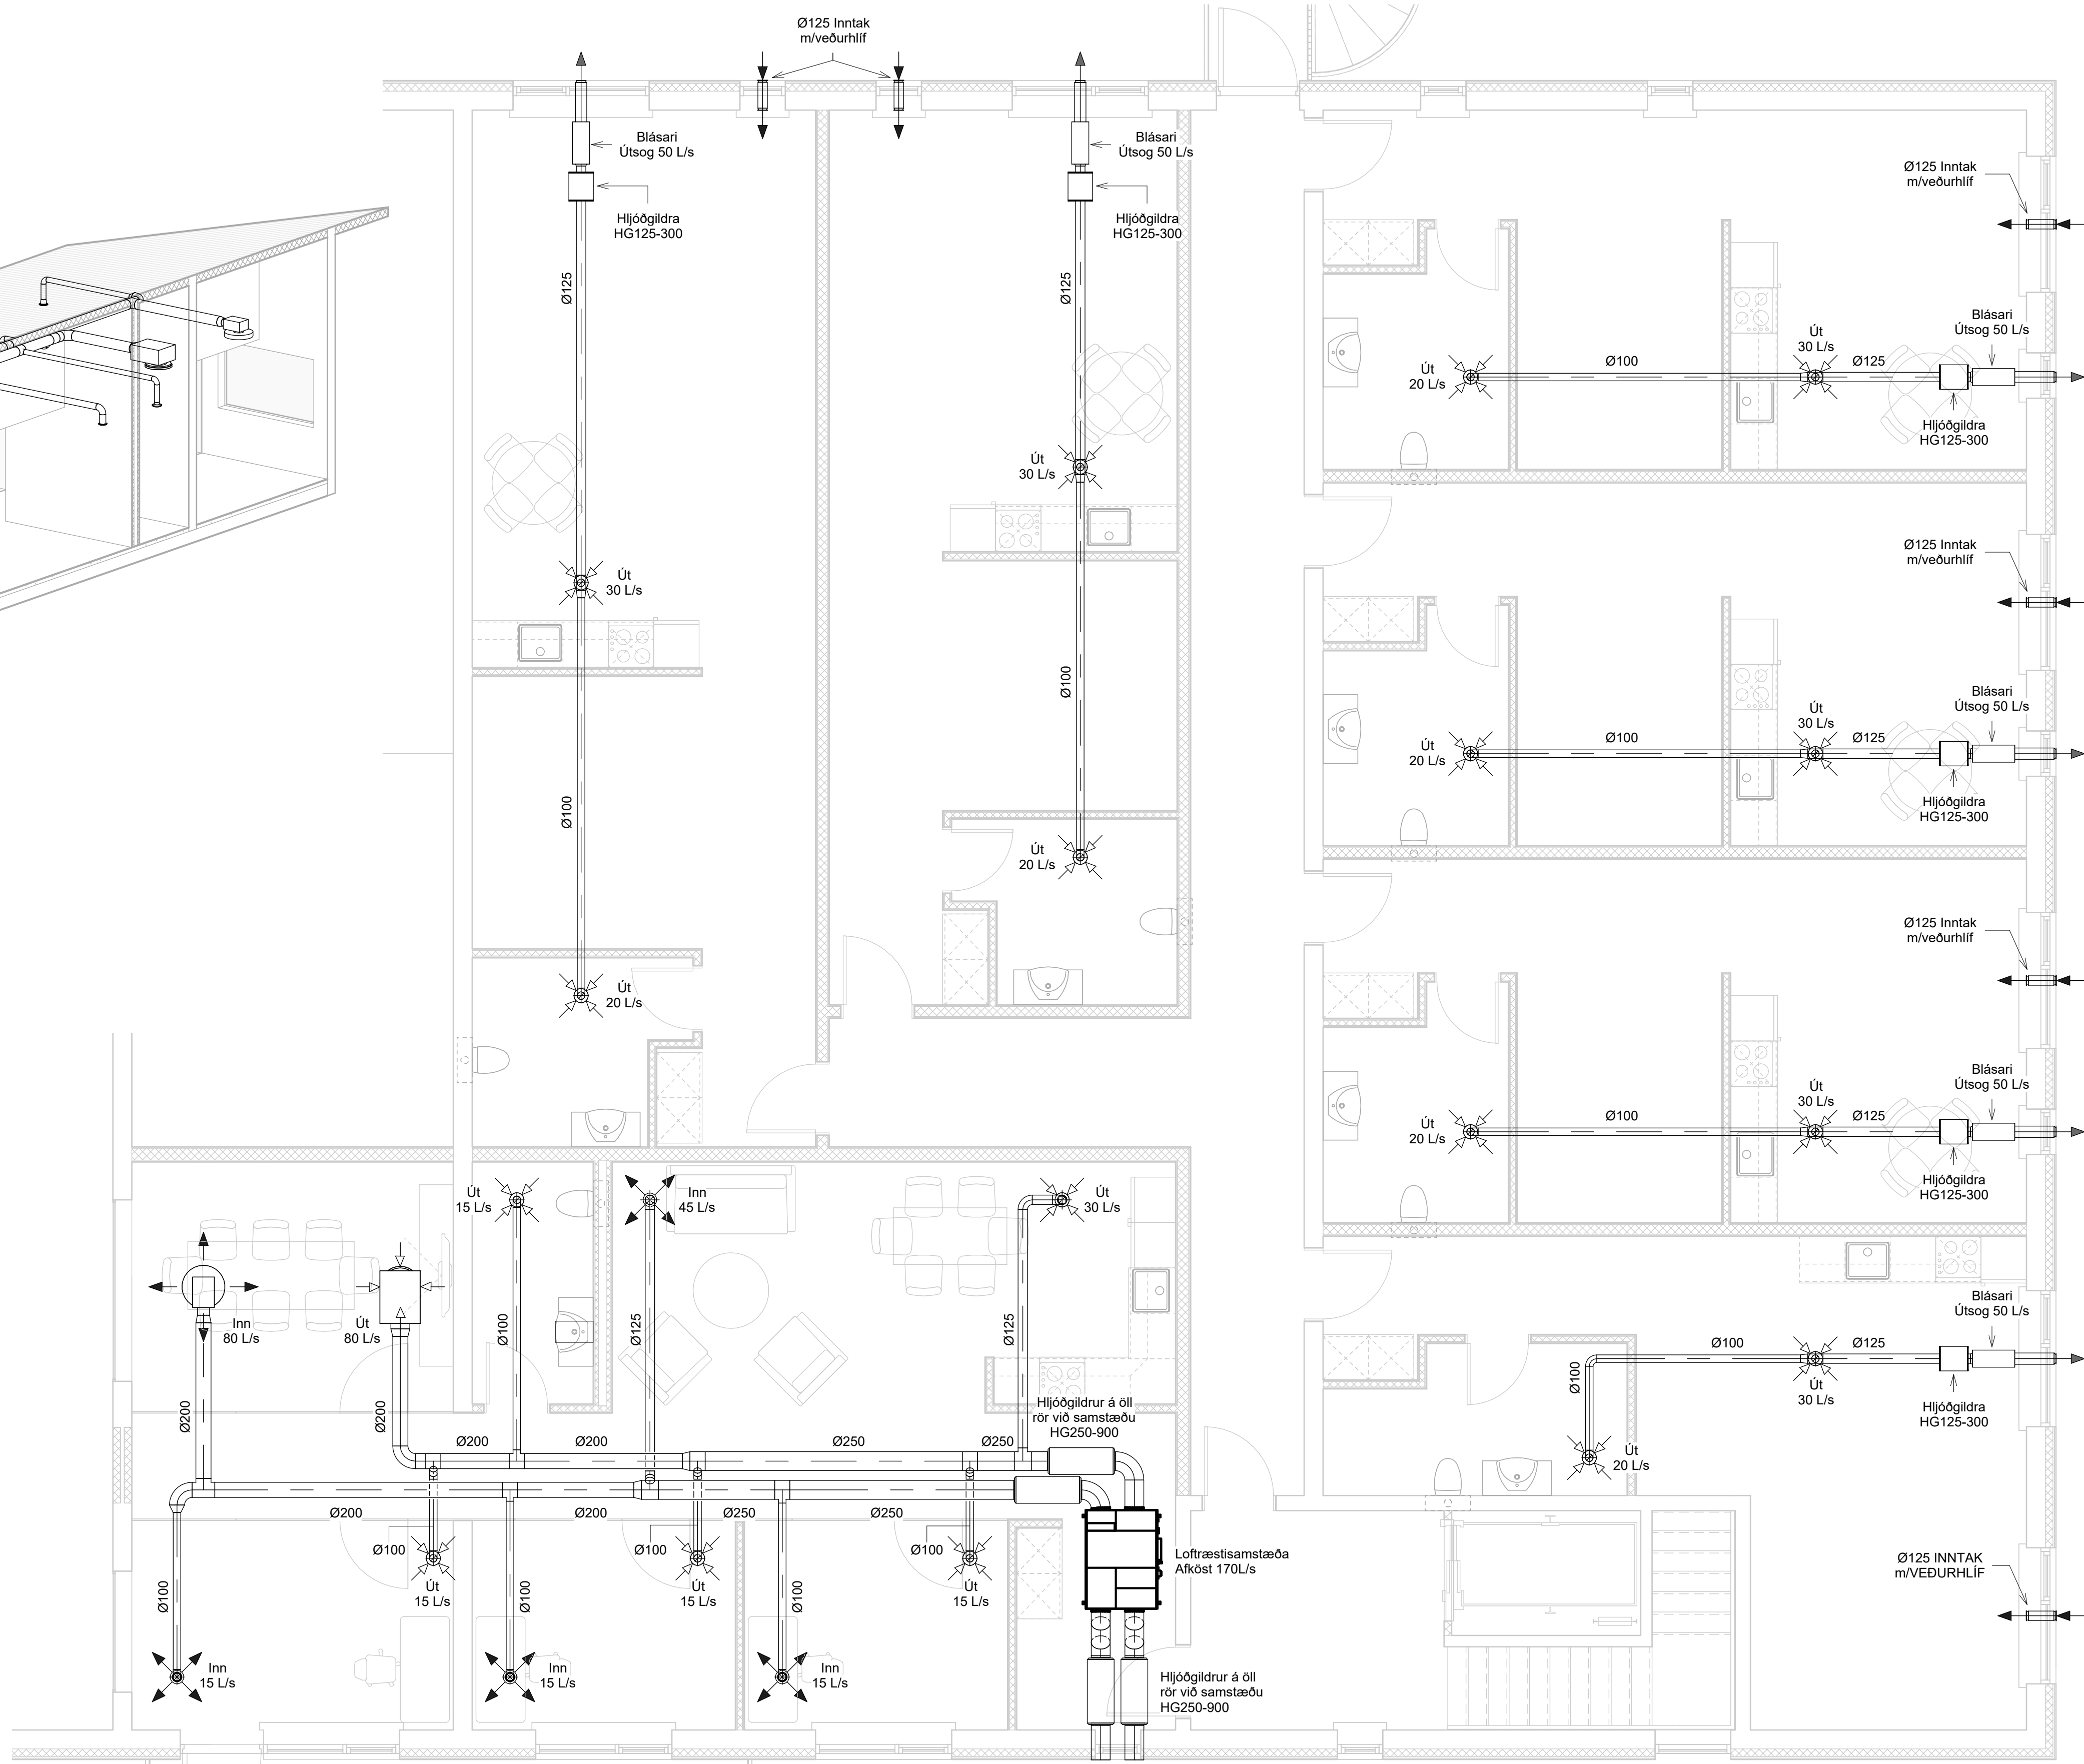 Ø125 Inntak
m/veðurhlíf
Blásari
Útsog 50 L/s
Blásari
Útsog 50 L/s
Hljóðgildra
HG125-300
Hljóðgildra
HG125-300
Ø125
Ø125
Ø125 Inntak
m/veðurhlíf
Blásari
Útsog 50 L/s
Út
30 L/s
Ø125
Ø100
Út
20 L/s
Hljóðgildra
HG125-300
Út
30 L/s
Út
30 L/s
Ø125 Inntak
m/veðurhlíf
Ø100
Blásari
Útsog 50 L/s
Út
30 L/s
Ø125
Ø100
Út
20 L/s
Hljóðgildra
HG125-300
Ø100
Út
20 L/s
Út
20 L/s
Ø125 Inntak
m/veðurhlíf
Blásari
Útsog 50 L/s
Út
30 L/s
Ø125
Ø100
Út
20 L/s
Hljóðgildra
HG125-300
Út
15 L/s
Inn
45 L/s
Út
30 L/s
Inn
80 L/s
Út
80 L/s
Ø100
Ø125
Ø125
Blásari
Útsog 50 L/s
Ø100
Ø125
Ø100
Út
30 L/s
Hljóðgildra
HG125-300
Út
20 L/s
Ø200
Ø200
Hljóðgildrur á öll
rör við samstæðu
HG250-900
Ø200
Ø200
Ø250
Ø250
Ø200
Ø200
Ø250
Ø250
Ø100
Ø100
Ø100
Loftræstisamstæða
Afköst 170L/s
Ø125 INNTAK
m/VEÐURHLÍF
Ø100
Út
15 L/s
Ø100
Út
15 L/s
Ø100
Út
15 L/s
Inn
15 L/s
Inn
15 L/s
Inn
15 L/s
Hljóðgildrur á öll
rör við samstæðu
HG250-900